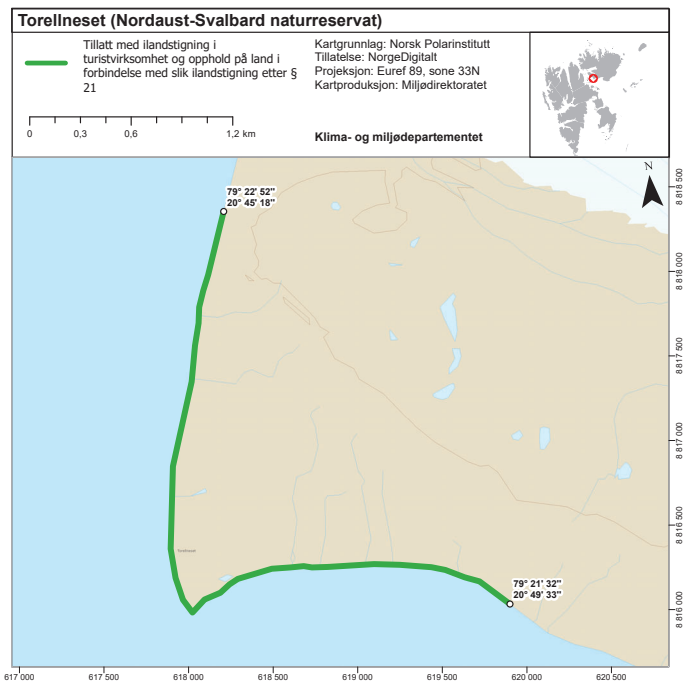 Torellneset (Nordaust-Svalbard naturreservat)
Tillatt med ilandstigning i
turistvirksomhet og opphold på land i
forbindelse med slik ilandstigning etter §
21
Kartgrunnlag: Norsk Polarinstitutt
Tillatelse: NorgeDigitalt
Projeksjon: Euref 89, sone 33N
Kartproduksjon: Miljødirektoratet
0 0,3 0,6 1,2 km
Klima- og miljødepartementet
N
79° 22' 52"
20° 45' 18"
8 818 500
8 818 000
8 817 500
8 817 000
8 816 500
8 816 000
Torellneset
79° 21' 32"
20° 49' 33"
617 000 617 500 618 000 618 500 619 000 619 500 620 000 620 500